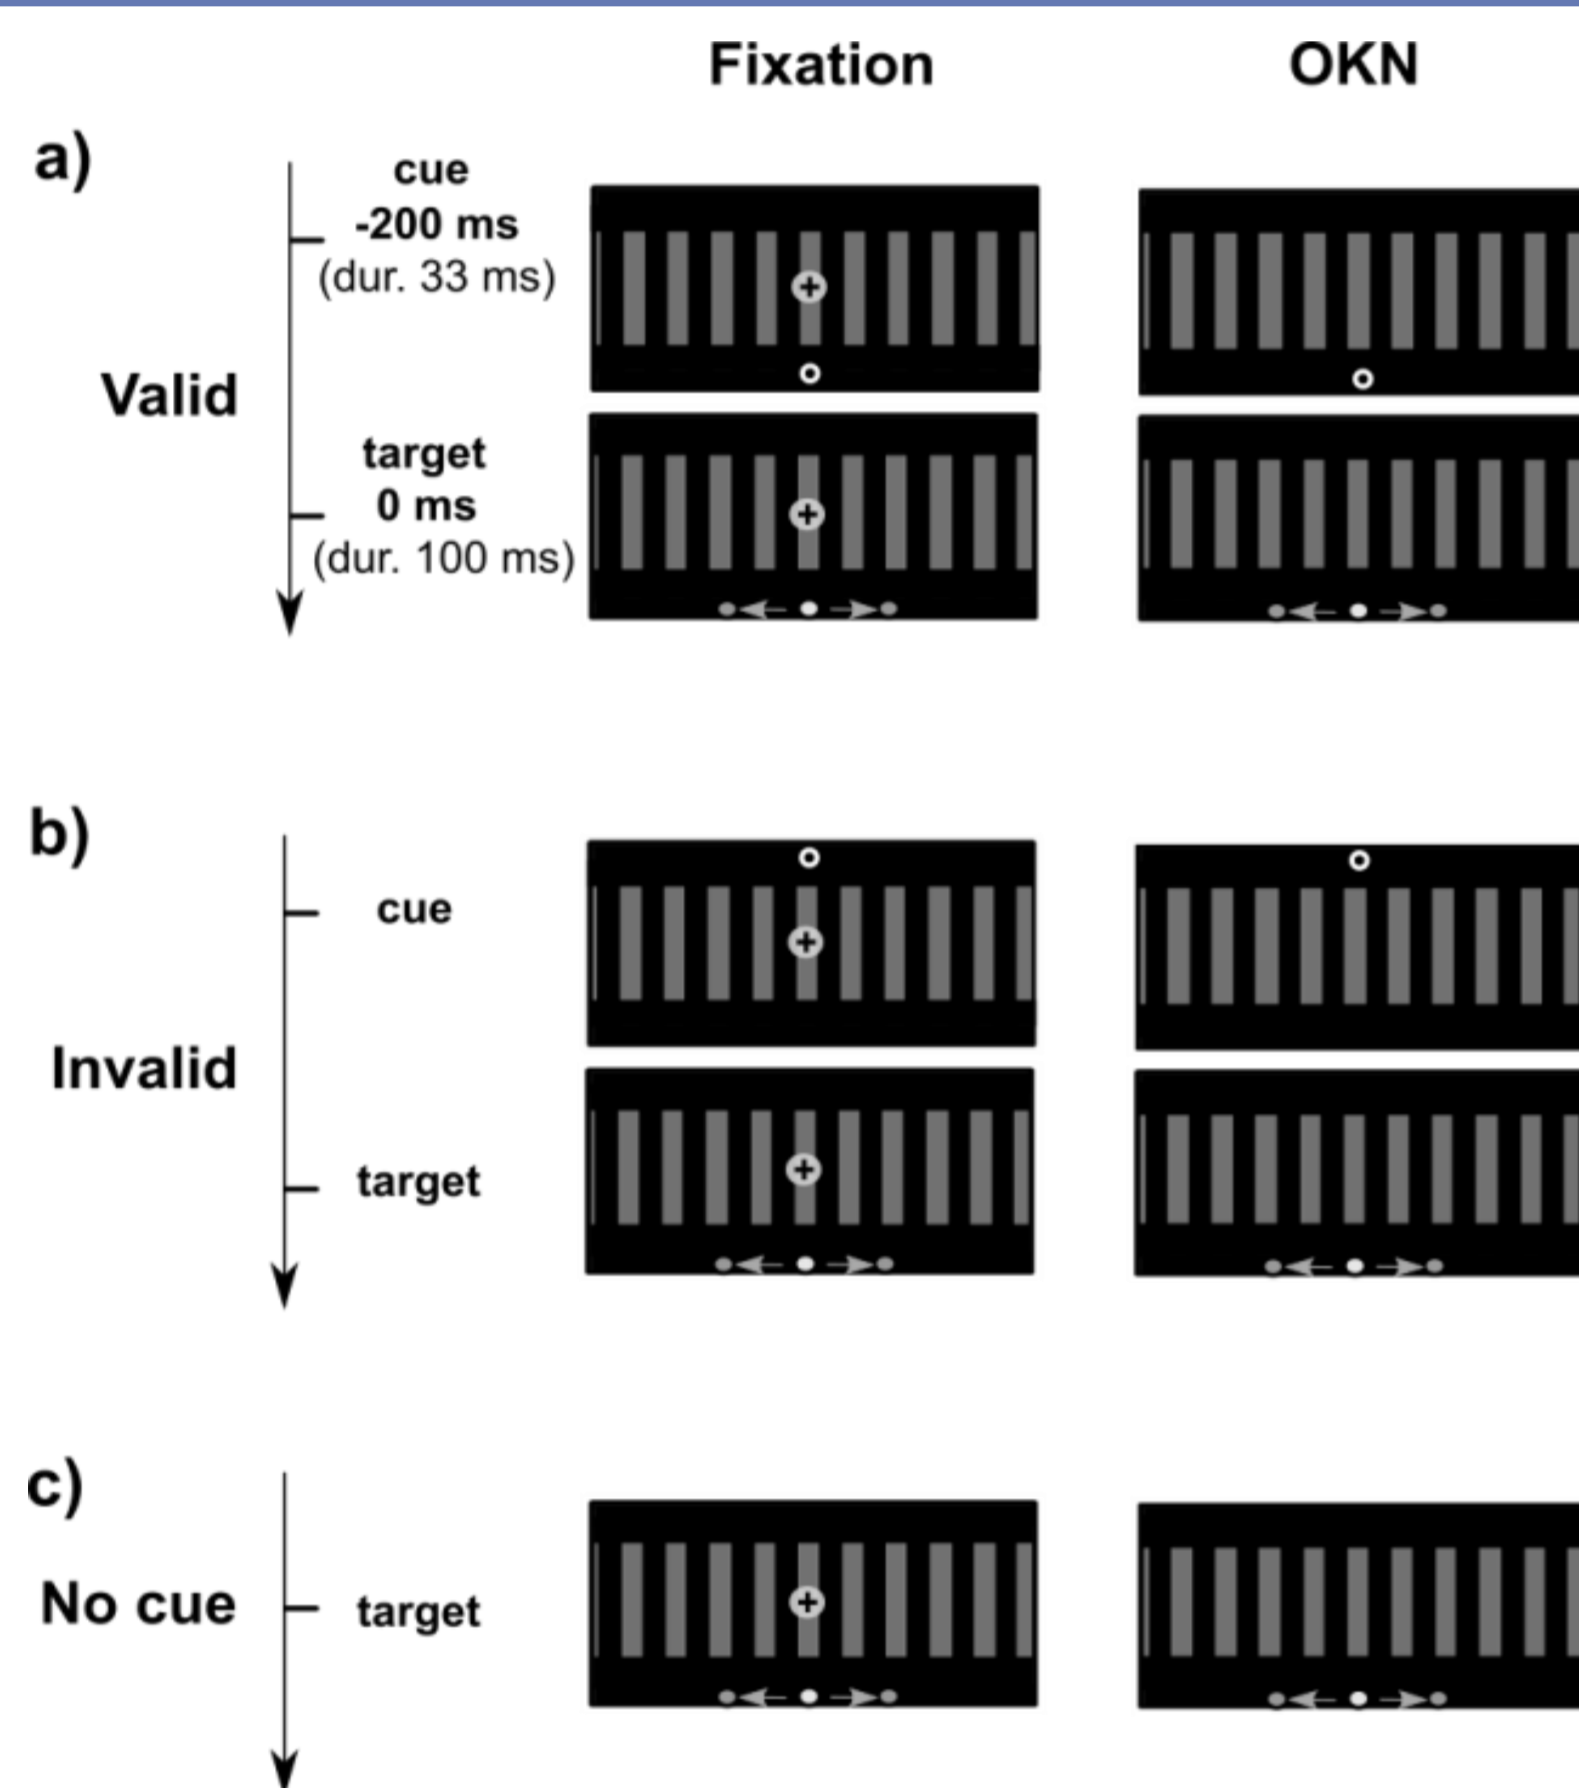 Fixation OKN
a)
cue
-200 ms
(dur. 33 ms)
Valid
target
0 ms
(dur. 100 ms)
b)
cue
Invalid
target
c)
No cue target